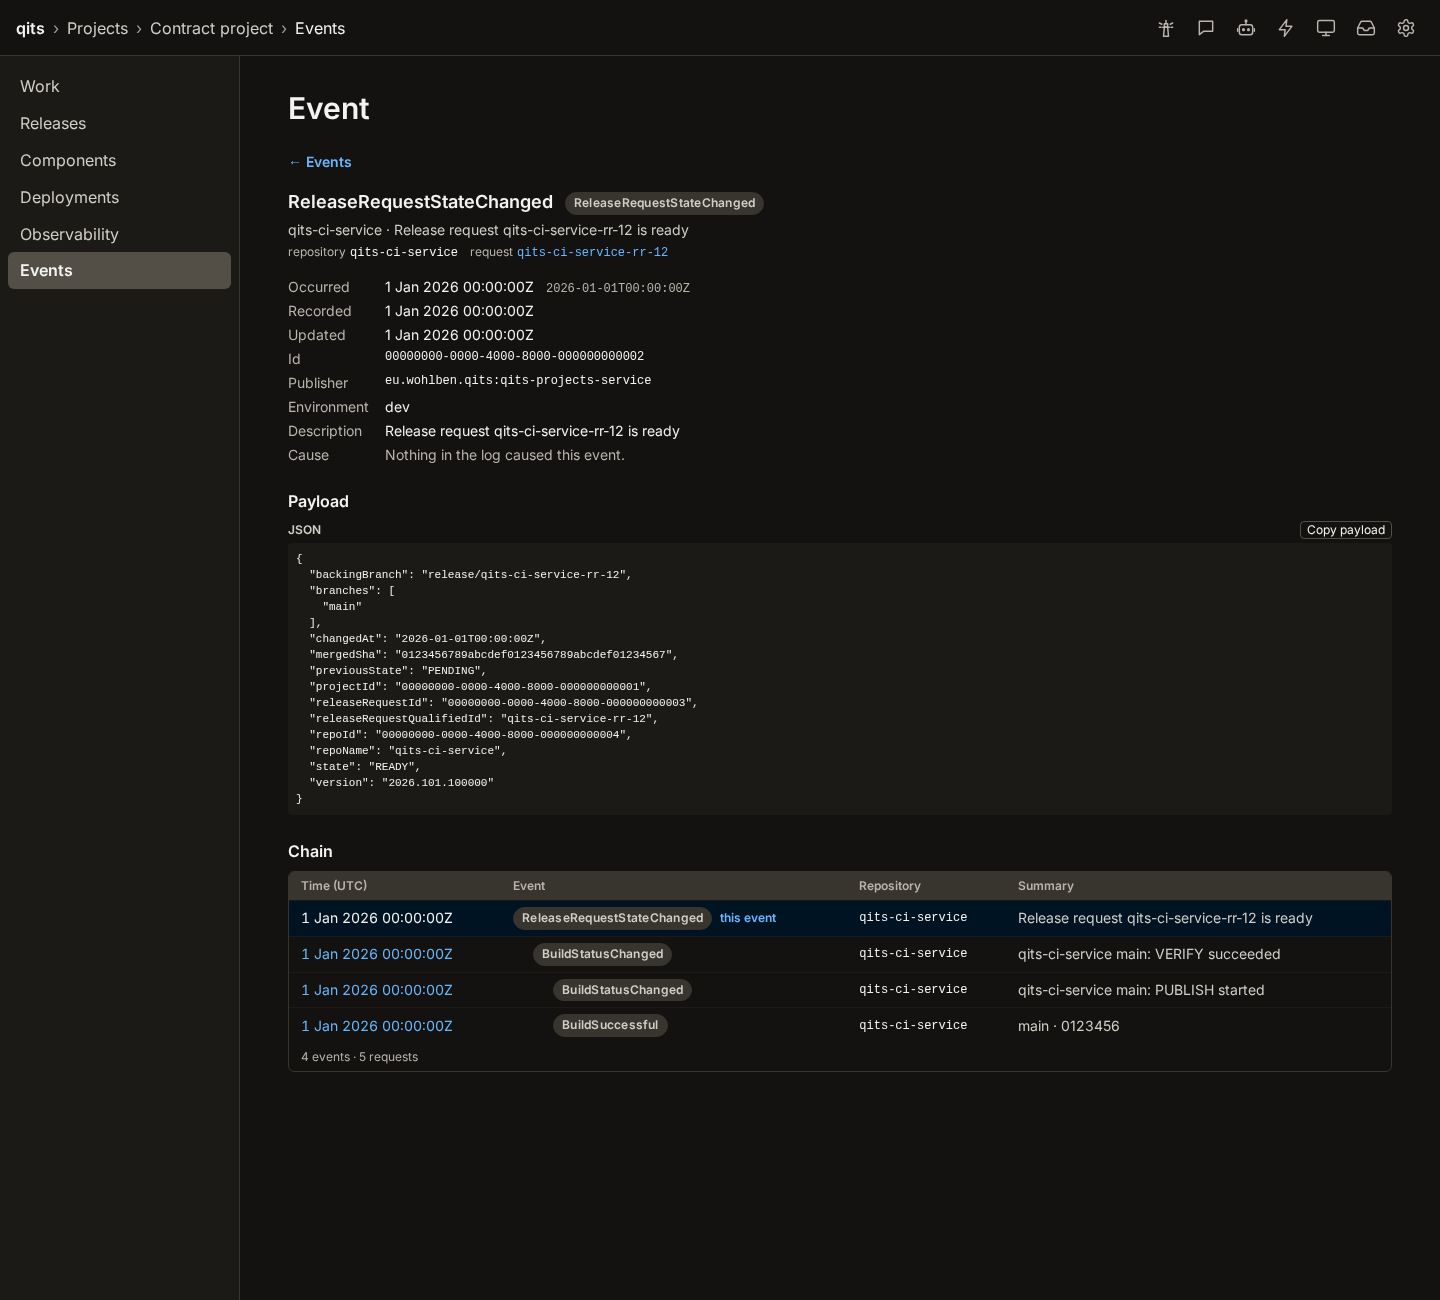 qits › Projects › Contract project › Events
Work
Releases
Components
Deployments
Observability
Events
Event
← Events
ReleaseRequestStateChanged ReleaseRequestStateChanged
qits-ci-service · Release request qits-ci-service-rr-12 is ready
repository qits-ci-service request qits-ci-service-rr-12
Occurred 1 Jan 2026 00:00:00Z 2026-01-01T00:00:00Z
Recorded 1 Jan 2026 00:00:00Z
Updated 1 Jan 2026 00:00:00Z
Id 00000000-0000-4000-8000-000000000002
Publisher eu.wohlben.qits:qits-projects-service
Environment dev
Description Release request qits-ci-service-rr-12 is ready
Cause Nothing in the log caused this event.
Payload
JSON Copy payload
{
"backingBranch": "release/qits-ci-service-rr-12",
"branches": [
"main"
],
"changedAt": "2026-01-01T00:00:00Z",
"mergedSha": "0123456789abcdef0123456789abcdef01234567",
"previousState": "PENDING",
"projectId": "00000000-0000-4000-8000-000000000001",
"releaseRequestId": "00000000-0000-4000-8000-000000000003",
"releaseRequestQualifiedId": "qits-ci-service-rr-12",
"repoId": "00000000-0000-4000-8000-000000000004",
"repoName": "qits-ci-service",
"state": "READY",
"version": "2026.101.100000"
}
Chain
Time (UTC) Event Repository Summary
1 Jan 2026 00:00:00Z ReleaseRequestStateChanged this event qits-ci-service Release request qits-ci-service-rr-12 is ready
1 Jan 2026 00:00:00Z BuildStatusChanged qits-ci-service qits-ci-service main: VERIFY succeeded
1 Jan 2026 00:00:00Z BuildStatusChanged qits-ci-service qits-ci-service main: PUBLISH started
1 Jan 2026 00:00:00Z BuildSuccessful qits-ci-service main · 0123456
4 events · 5 requests